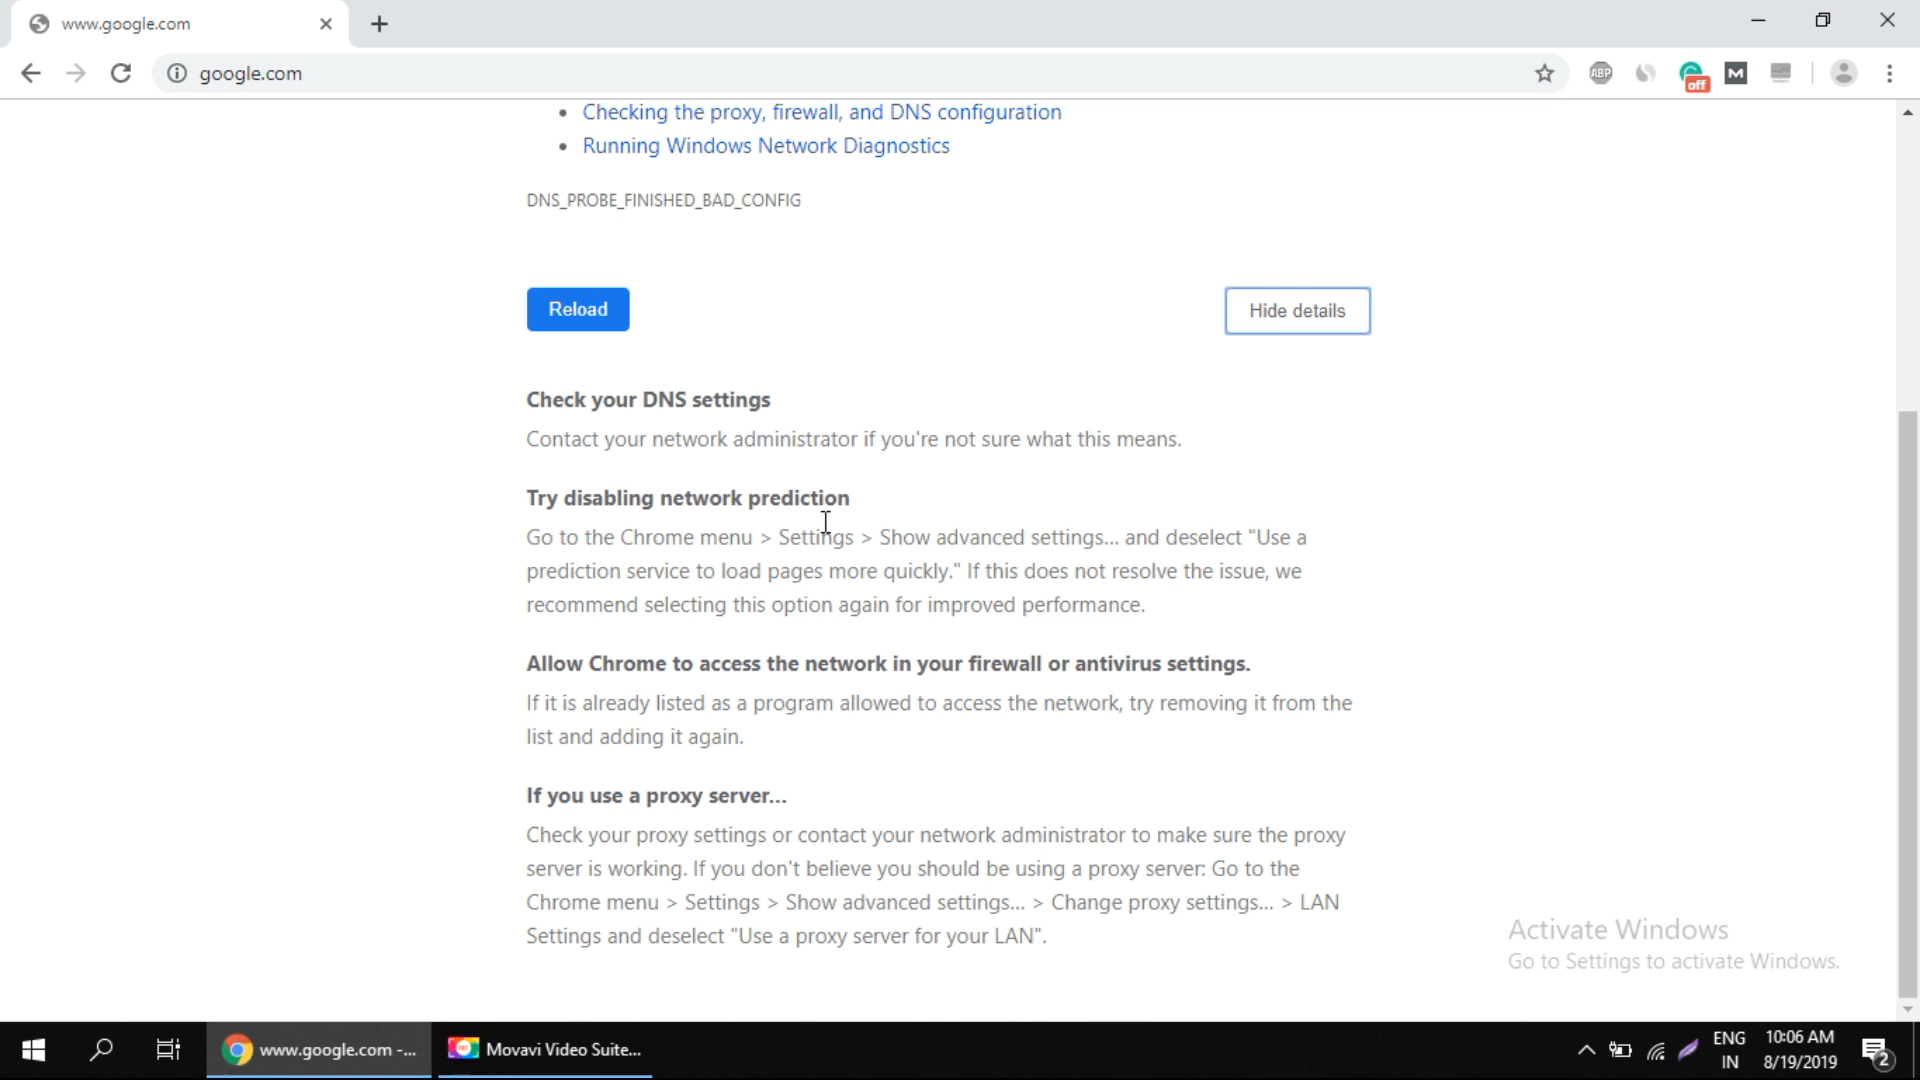 www.google.com
google.com
ABP
off
M
• Checking the proxy, firewall, and DNS configuration
• Running Windows Network Diagnostics
DNS_PROBE_FINISHED_BAD_CONFIG
Reload
Hide details
Check your DNS settings
Contact your network administrator if you're not sure what this means.
Try disabling network prediction
Go to the Chrome menu > Settings > Show advanced settings... and deselect "Use a
prediction service to load pages more quickly." If this does not resolve the issue, we
recommend selecting this option again for improved performance.
Allow Chrome to access the network in your firewall or antivirus settings.
If it is already listed as a program allowed to access the network, try removing it from the
list and adding it again.
If you use a proxy server...
Check your proxy settings or contact your network administrator to make sure the proxy
server is working. If you don't believe you should be using a proxy server: Go to the
Chrome menu > Settings > Show advanced settings... > Change proxy settings... > LAN
Settings and deselect "Use a proxy server for your LAN".
Activate Windows
Go to Settings to activate Windows.
www.google.com -...
Movavi Video Suite...
ENG
IN
10:06 AM
8/19/2019
2